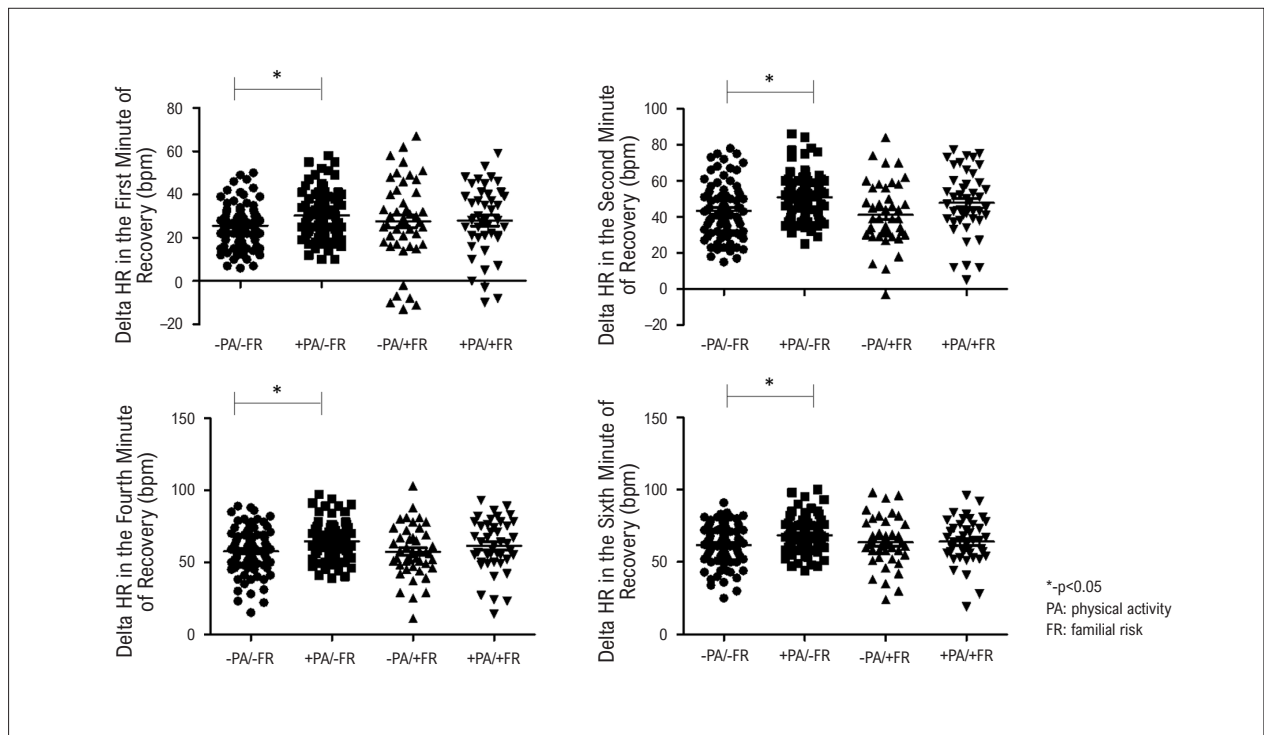 *
Delta HR in the First Minute of
Recovery (bpm)
80
60
40
20
0
–20
-PA/-FR +PA/-FR -PA/+FR +PA/+FR
*
Delta HR in the Second Minute
of Recovery (bpm)
100
80
60
40
20
0
–20
-PA/-FR +PA/-FR -PA/+FR +PA/+FR
*
Delta HR in the Fourth Minute
of Recovery (bpm)
150
100
50
0
-PA/-FR +PA/-FR -PA/+FR +PA/+FR
*
Delta HR in the Sixth Minute of
Recovery (bpm)
150
100
50
0
-PA/-FR +PA/-FR -PA/+FR +PA/+FR
*-p<0.05
PA: physical activity
FR: familial risk